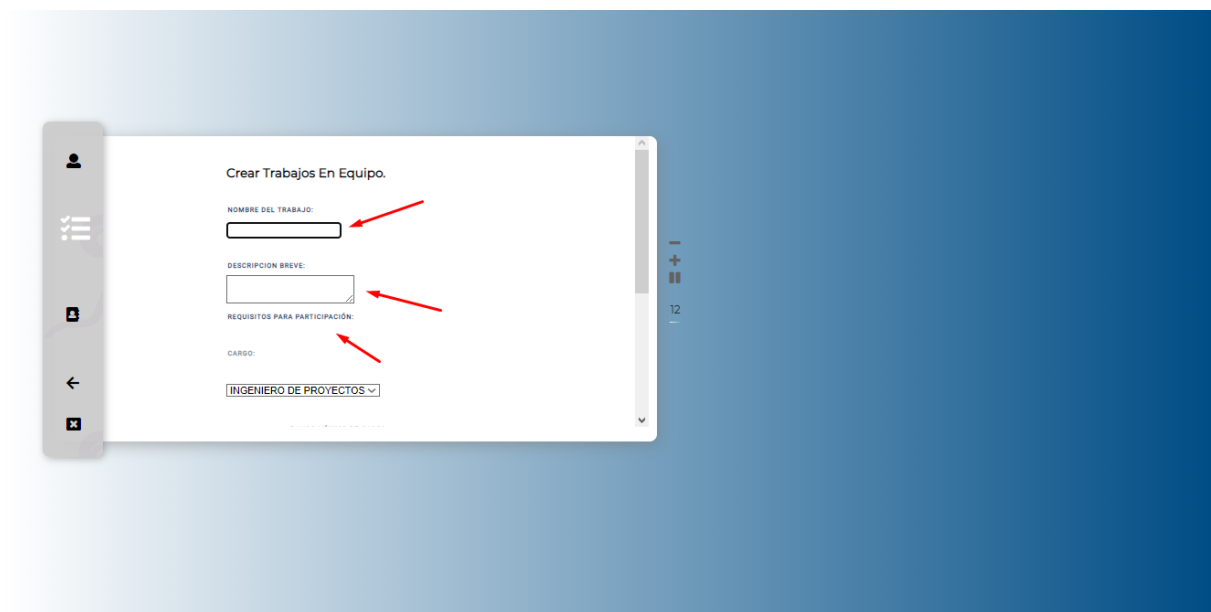 Crear Trabajos En Equipo.
NOMBRE DEL TRABAJO:
DESCRIPCION BREVE:
REQUISITOS PARA PARTICIPACIÓN:
CARGO:
INGENIERO DE PROYECTOS
12